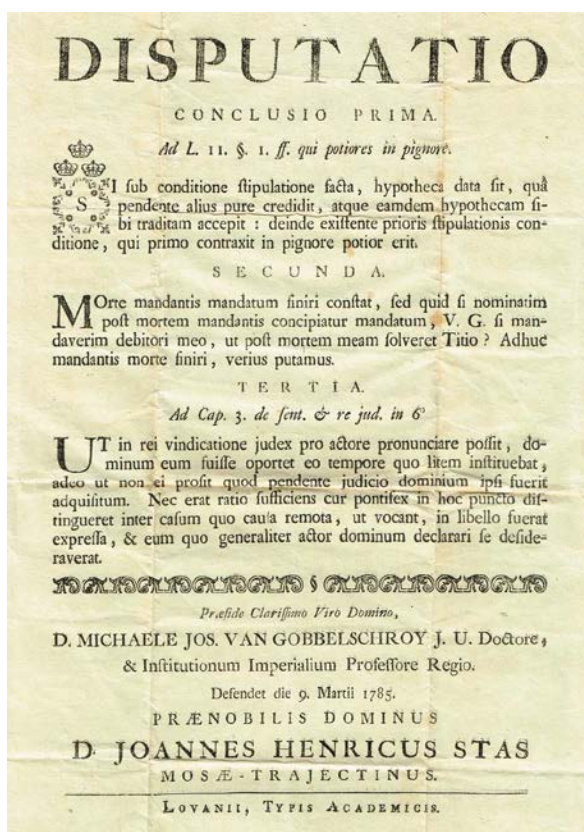 DISPUTATIO
CONCLUSIO PRIMA.
Ad L. 11. §. 1. ff. qui potiores in pignore.
SI ſub conditione ſtipulatione facta, hypotheca data ſit, quâ
pendente alius pure credidit, atque eamdem hypothecam ſi-
bi traditam accepit : deinde exiſtente prioris ſtipulationis con-
ditione, qui primo contraxit in pignore potior erit.
SECUNDA.
MOrte mandantis mandatum finiri conſtat, ſed quid ſi nominatim
poſt mortem mandantis concipiatur mandatum, V. G. ſi man-
daverim debitori meo, ut poſt mortem meam ſolveret Titio ? Adhuc
mandantis morte finiri, verius putamus.
TERTIA.
Ad Cap. 3. de ſent. & re jud. in 6º
UT in rei vindicatione judex pro actore pronunciare poſſit, do-
minum eum fuiſſe oportet eo tempore quo litem inſtituebat,
adeo ut non ei proſit quod pendente judicio dominium ipſi fuerit
adquiſitum. Nec erat ratio ſufficiens cur pontifex in hoc puncto diſ-
tingueret inter caſum quo cauſa remota, ut vocant, in libello fuerat
expreſſa, & eum quo generaliter actor dominum declarari ſe deſide-
raverat.
§
Præſide Clariſſimo Viro Domino,
D. MICHAELE JOS. VAN GOBBELSCHROY J. U. Doctore,
& Inſtitutionum Imperialium Profeſſore Regio.
Defendet die 9. Martii 1785.
PRÆNOBILIS DOMINUS
D. JOANNES HENRICUS STAS
MOSÆ-TRAJECTINUS.
LOVANII, TYPIS ACADEMICIS.